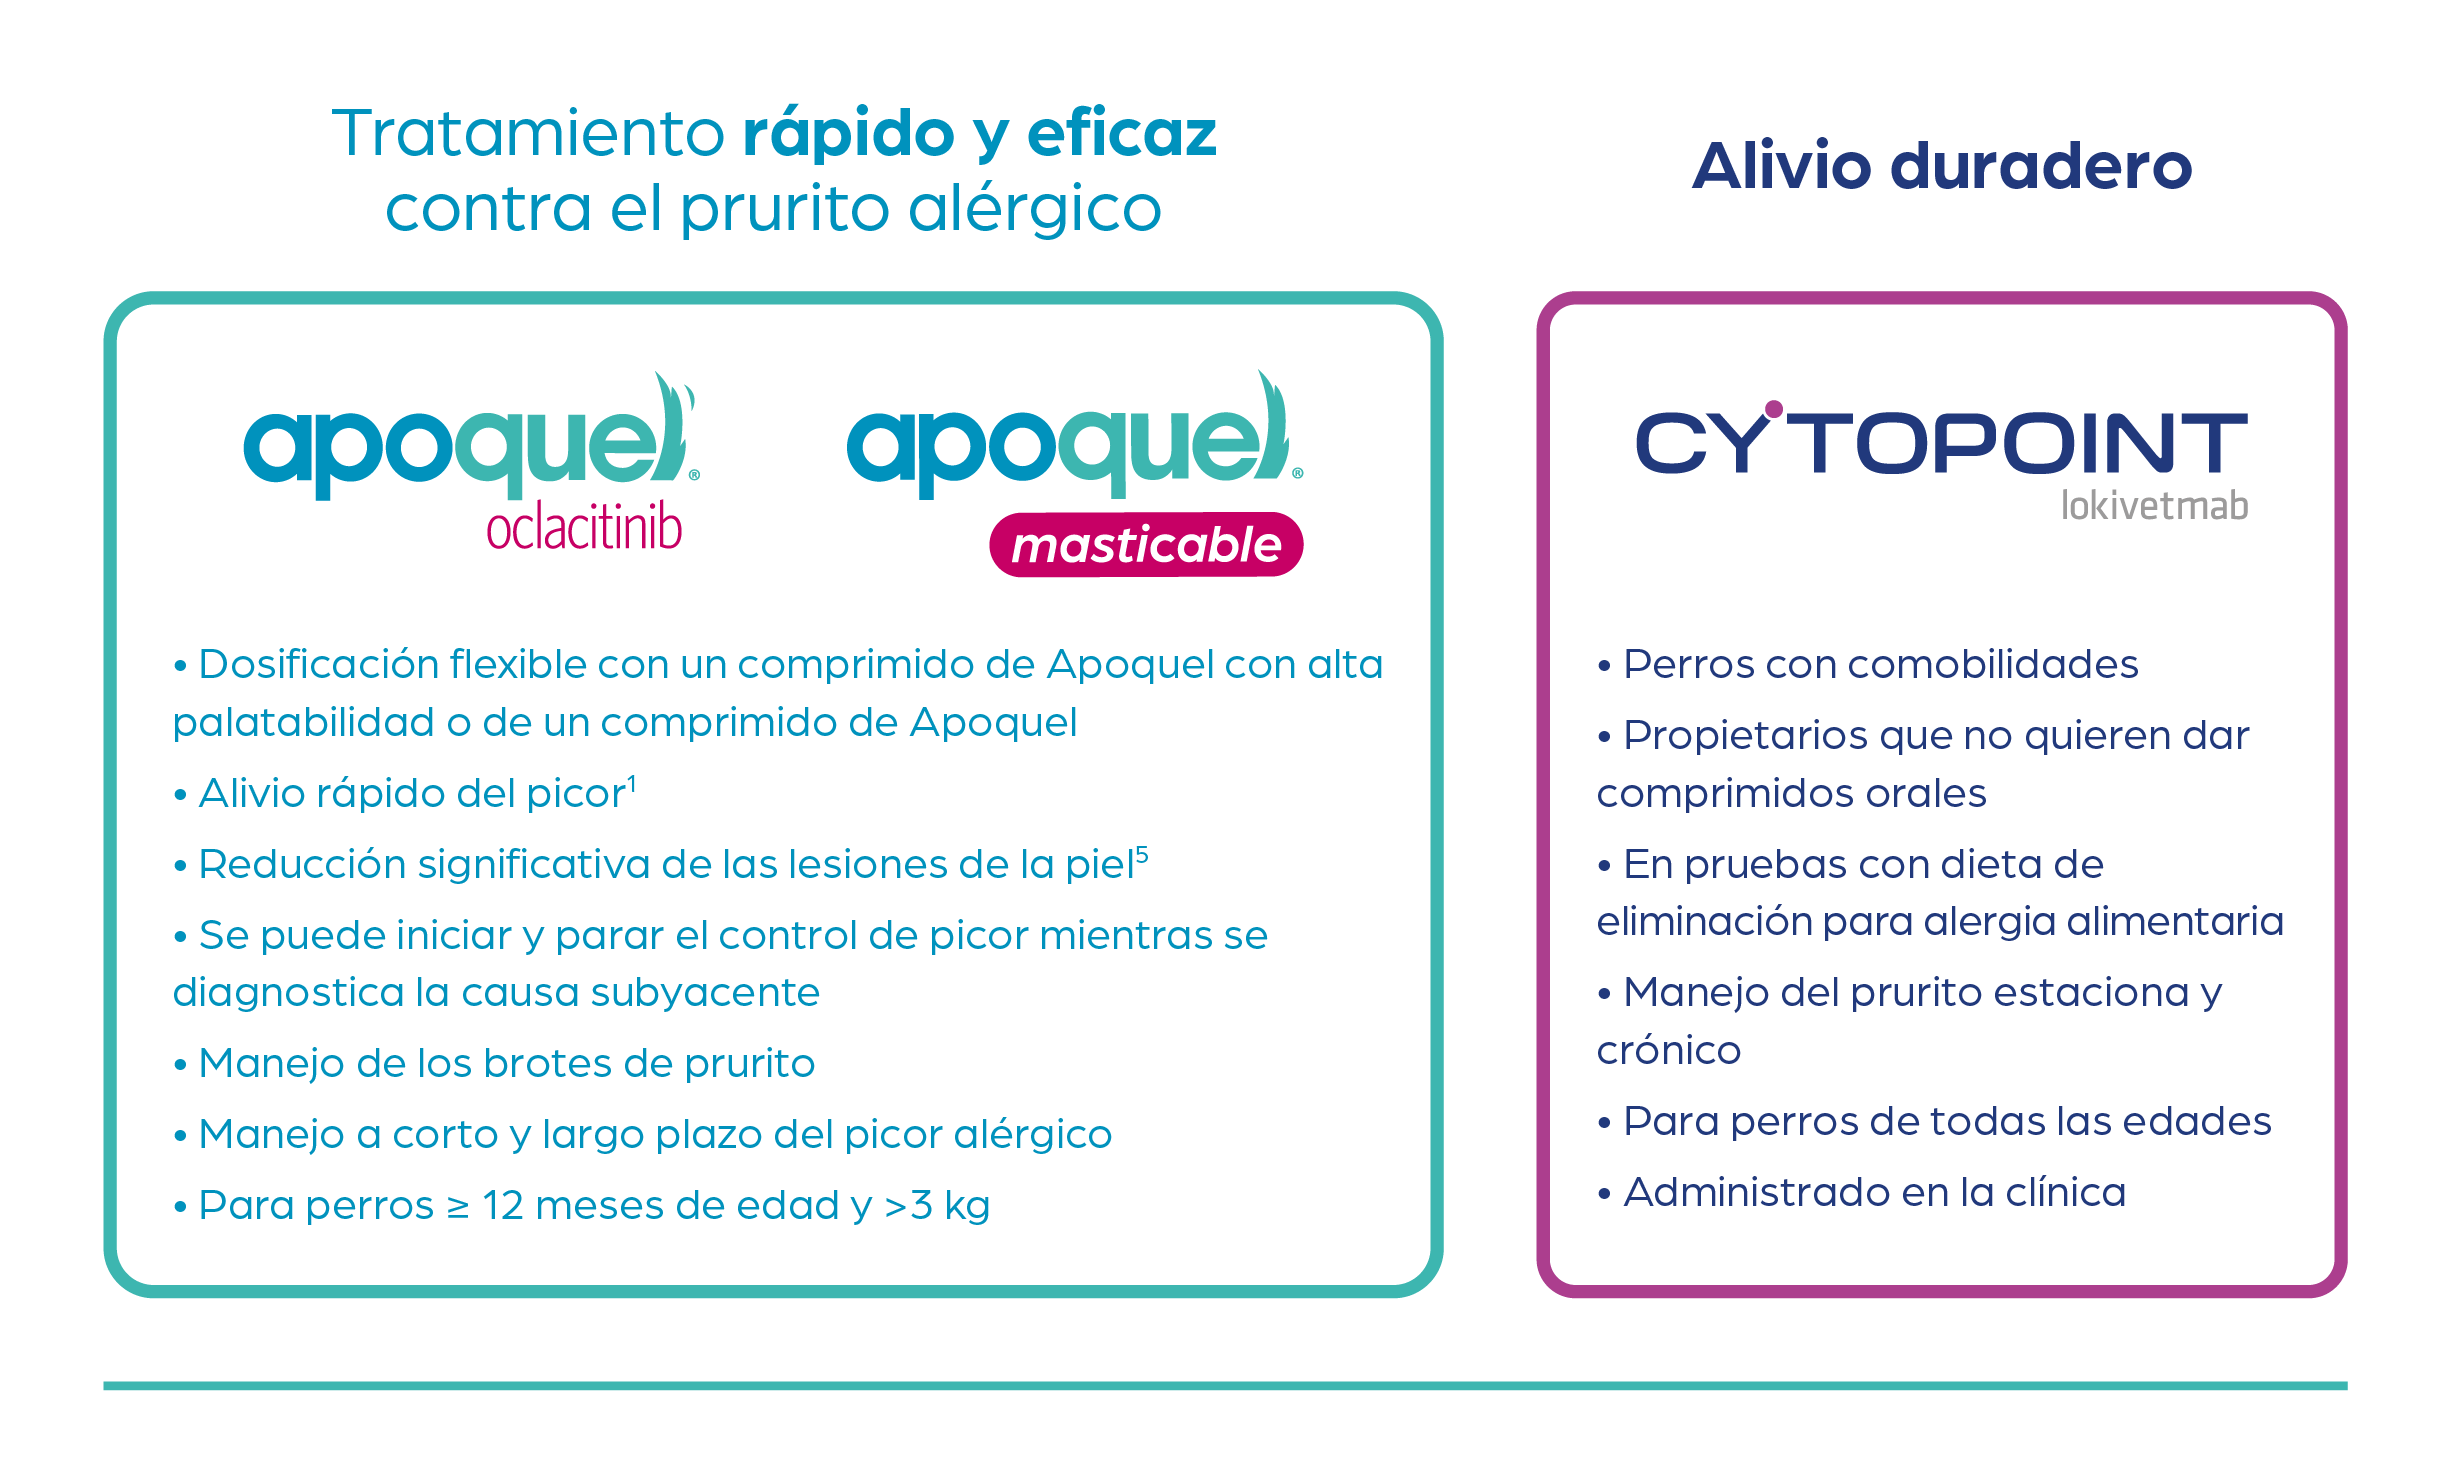 Tratamiento rápido y eficaz
contra el prurito alérgico
apoquel®
oclacitinib
apoquel®
masticable
• Dosificación flexible con un comprimido de Apoquel con alta
palatabilidad o de un comprimido de Apoquel
• Alivio rápido del picor¹
• Reducción significativa de las lesiones de la piel⁵
• Se puede iniciar y parar el control de picor mientras se
diagnostica la causa subyacente
• Manejo de los brotes de prurito
• Manejo a corto y largo plazo del picor alérgico
• Para perros ≥ 12 meses de edad y >3 kg
Alivio duradero
CYTOPOINT
lokivetmab
• Perros con comobilidades
• Propietarios que no quieren dar
comprimidos orales
• En pruebas con dieta de
eliminación para alergia alimentaria
• Manejo del prurito estaciona y
crónico
• Para perros de todas las edades
• Administrado en la clínica